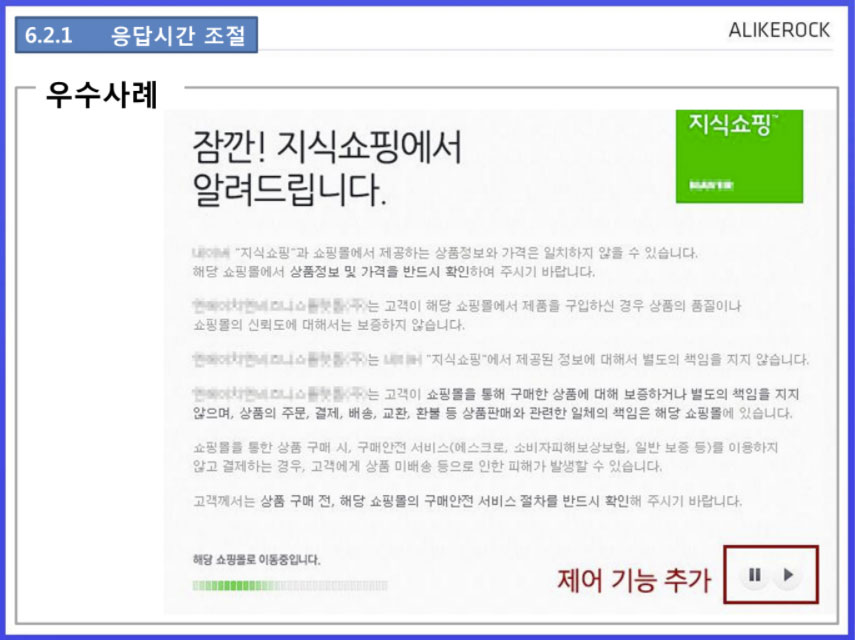 6.2.1 응답시간 조절
ALIKEROCK
우수사례
잠깐! 지식쇼핑에서
알려드립니다.
지식쇼핑™
"지식쇼핑"과 쇼핑몰에서 제공하는 상품정보와 가격은 일치하지 않을 수 있습니다.
해당 쇼핑몰에서 상품정보 및 가격을 반드시 확인하여 주시기 바랍니다.
는 고객이 해당 쇼핑몰에서 제품을 구입하신 경우 상품의 품질이나
쇼핑몰의 신뢰도에 대해서는 보증하지 않습니다.
는 "지식쇼핑"에서 제공된 정보에 대해서 별도의 책임을 지지 않습니다.
는 고객이 쇼핑몰을 통해 구매한 상품에 대해 보증하거나 별도의 책임을 지지
않으며, 상품의 주문, 결제, 배송, 교환, 환불 등 상품판매와 관련한 일체의 책임은 해당 쇼핑몰에 있습니다.
쇼핑몰을 통한 상품 구매 시, 구매안전 서비스(에스크로, 소비자피해보상보험, 일반 보증 등)를 이용하지
않고 결제하는 경우, 고객에게 상품 미배송 등으로 인한 피해가 발생할 수 있습니다.
고객께서는 상품 구매 전, 해당 쇼핑몰의 구매안전 서비스 절차를 반드시 확인해 주시기 바랍니다.
해당 쇼핑몰로 이동중입니다.
제어 기능 추가